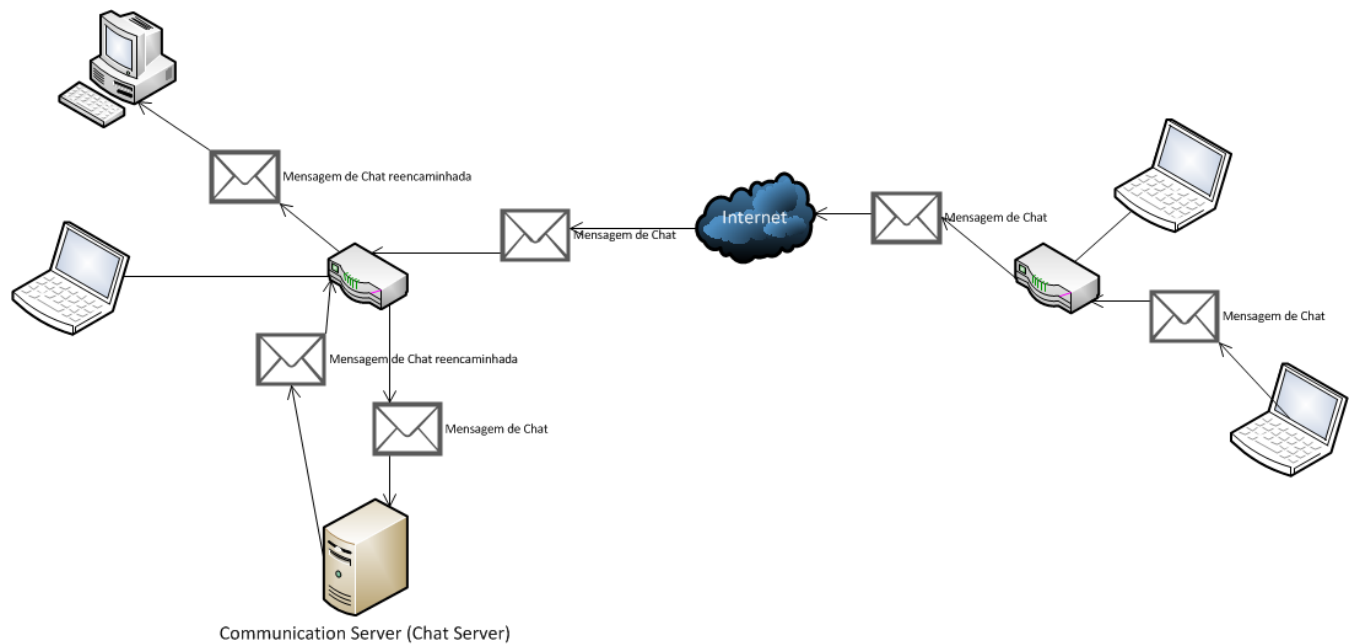 Mensagem de Chat reencaminhada
Internet
Mensagem de Chat
Mensagem de Chat
Mensagem de Chat
Mensagem de Chat reencaminhada
Mensagem de Chat
Communication Server (Chat Server)